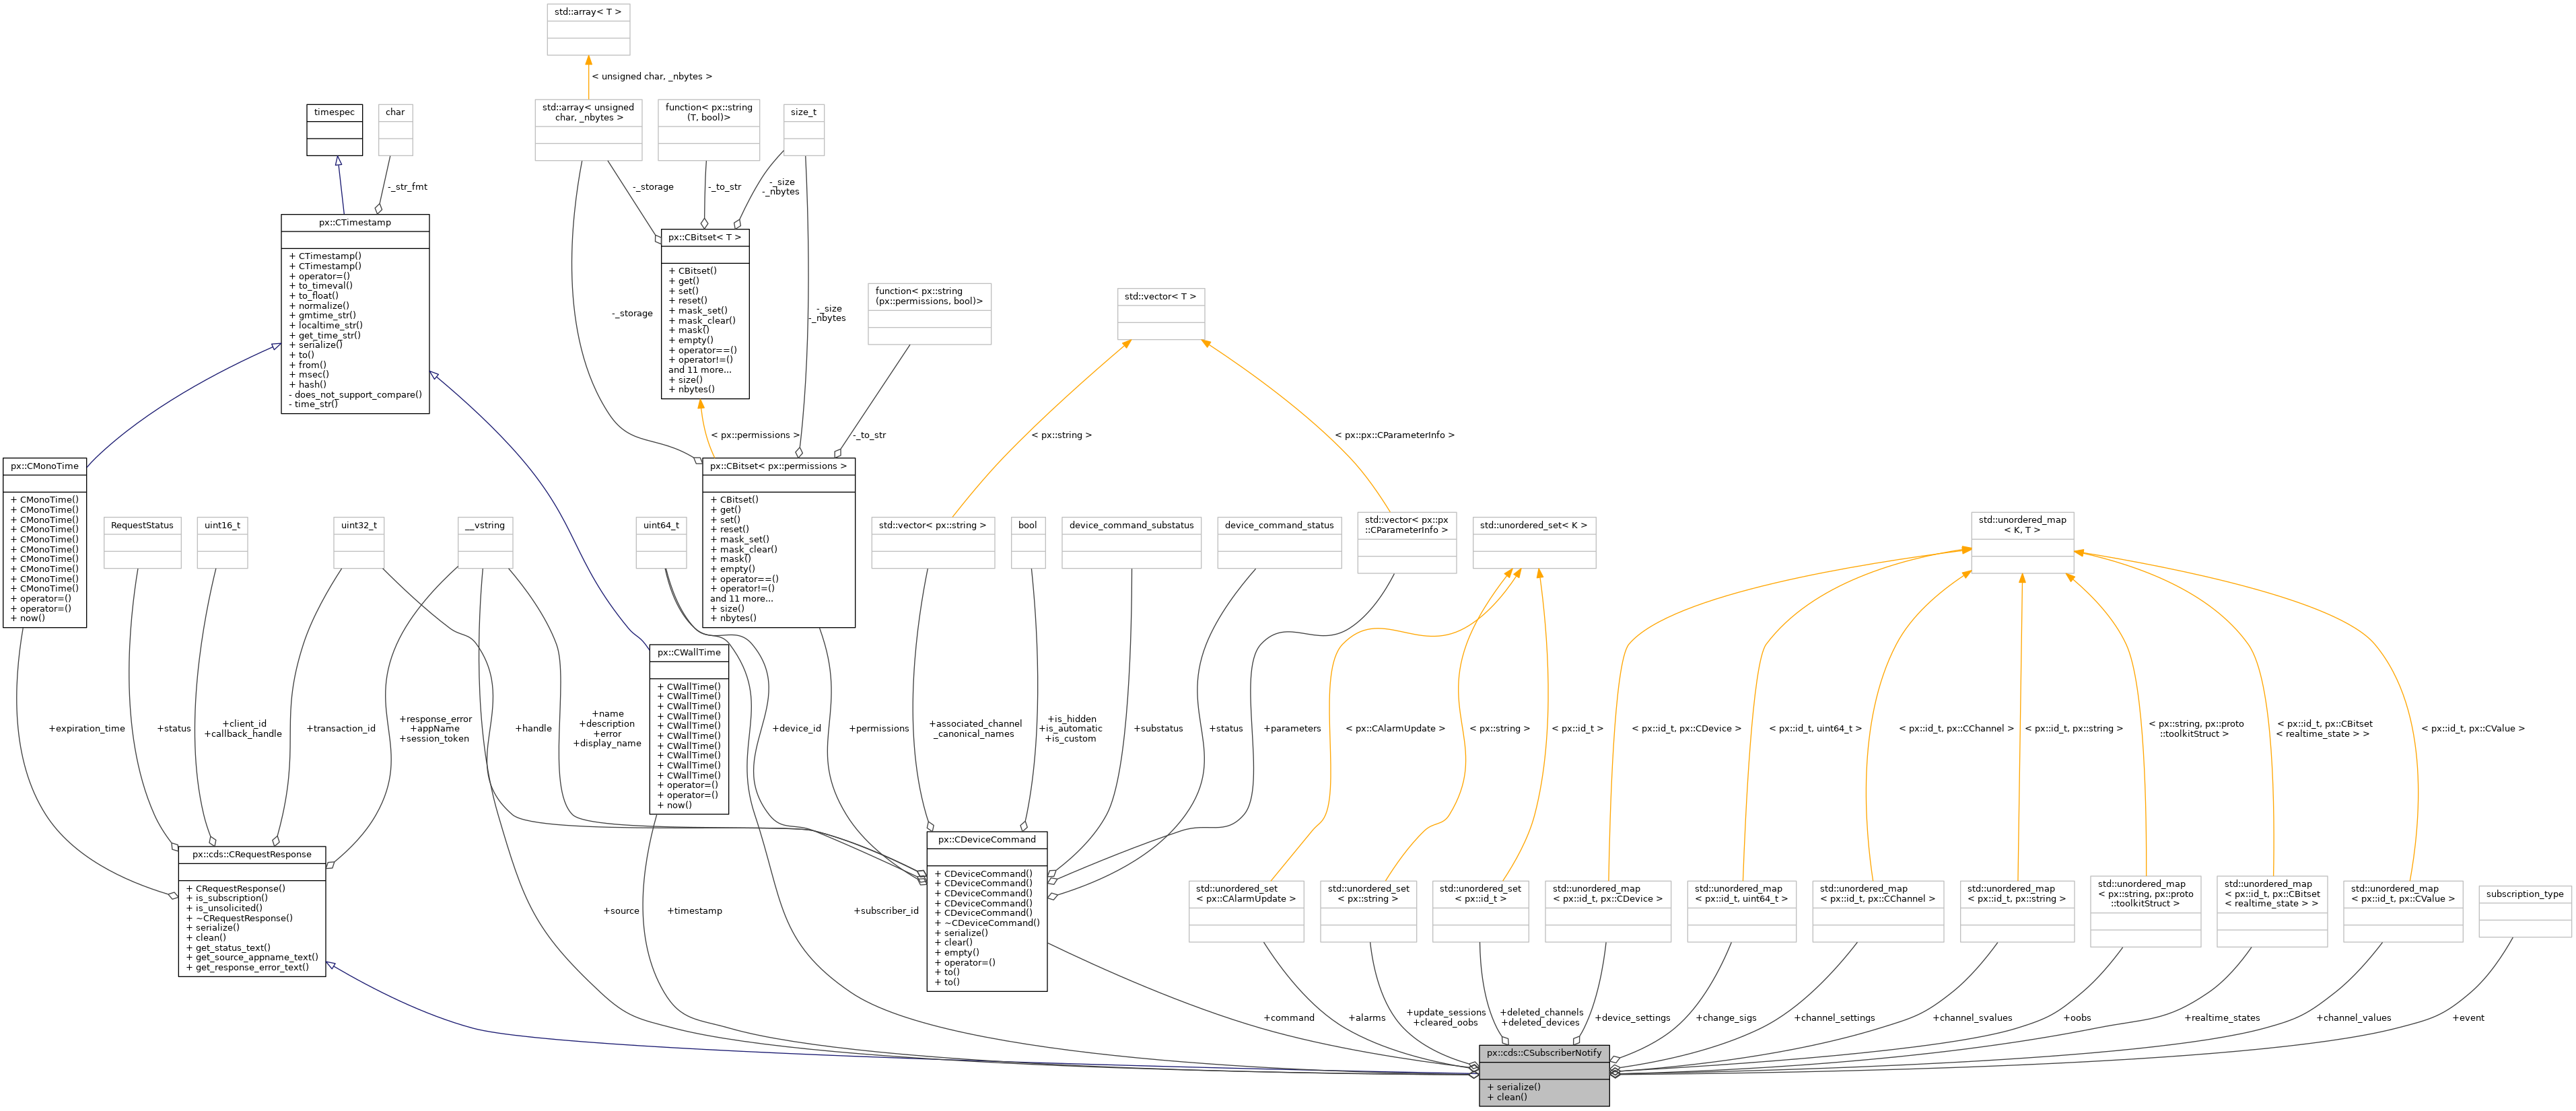 std::array< T >
< unsigned char, _nbytes >
timespec
char
std::array< unsigned
char, _nbytes >
function< px::string
(T, bool)>
size_t
-_str_fmt
-_storage
-_to_str
-_size
-_nbytes
px::CTimestamp
+ CTimestamp()
+ CTimestamp()
+ operator=()
+ to_timeval()
+ to_float()
+ normalize()
+ gmtime_str()
+ localtime_str()
+ get_time_str()
+ serialize()
+ to()
+ from()
+ msec()
+ hash()
- does_not_support_compare()
- time_str()
px::CBitset< T >
+ CBitset()
+ get()
+ set()
+ reset()
+ mask_set()
+ mask_clear()
+ mask()
+ empty()
+ operator==()
+ operator!=()
and 11 more...
+ size()
+ nbytes()
-_storage
-_size
-_nbytes
function< px::string
(px::permissions, bool)>
std::vector< T >
< px::permissions >
-_to_str
< px::string >
< px::px::CParameterInfo >
px::CMonoTime
+ CMonoTime()
+ CMonoTime()
+ CMonoTime()
+ CMonoTime()
+ CMonoTime()
+ CMonoTime()
+ CMonoTime()
+ CMonoTime()
+ CMonoTime()
+ CMonoTime()
+ operator=()
+ operator=()
+ now()
RequestStatus
uint16_t
uint32_t
__vstring
uint64_t
px::CBitset< px::permissions >
+ CBitset()
+ get()
+ set()
+ reset()
+ mask_set()
+ mask_clear()
+ mask()
+ empty()
+ operator==()
+ operator!=()
and 11 more...
+ size()
+ nbytes()
std::vector< px::string >
bool
device_command_substatus
device_command_status
std::vector< px::px
::CParameterInfo >
std::unordered_set< K >
std::unordered_map
< K, T >
px::CWallTime
+ CWallTime()
+ CWallTime()
+ CWallTime()
+ CWallTime()
+ CWallTime()
+ CWallTime()
+ CWallTime()
+ CWallTime()
+ CWallTime()
+ CWallTime()
+ operator=()
+ operator=()
+ now()
+expiration_time
+status
+client_id
+callback_handle
+transaction_id
+response_error
+appName
+session_token
+handle
+name
+description
+error
+display_name
+device_id
+permissions
+associated_channel
_canonical_names
+is_hidden
+is_automatic
+is_custom
+substatus
+status
+parameters
< px::CAlarmUpdate >
< px::string >
< px::id_t >
< px::id_t, px::CDevice >
< px::id_t, uint64_t >
< px::id_t, px::CChannel >
< px::id_t, px::string >
< px::string, px::proto
::toolkitStruct >
< px::id_t, px::CBitset
< realtime_state > >
< px::id_t, px::CValue >
px::cds::CRequestResponse
+ CRequestResponse()
+ is_subscription()
+ is_unsolicited()
+ ~CRequestResponse()
+ serialize()
+ clean()
+ get_status_text()
+ get_source_appname_text()
+ get_response_error_text()
+source
+timestamp
+subscriber_id
px::CDeviceCommand
+ CDeviceCommand()
+ CDeviceCommand()
+ CDeviceCommand()
+ CDeviceCommand()
+ CDeviceCommand()
+ ~CDeviceCommand()
+ serialize()
+ clear()
+ empty()
+ operator=()
+ to()
+ to()
std::unordered_set
< px::CAlarmUpdate >
std::unordered_set
< px::string >
std::unordered_set
< px::id_t >
std::unordered_map
< px::id_t, px::CDevice >
std::unordered_map
< px::id_t, uint64_t >
std::unordered_map
< px::id_t, px::CChannel >
std::unordered_map
< px::id_t, px::string >
std::unordered_map
< px::string, px::proto
::toolkitStruct >
std::unordered_map
< px::id_t, px::CBitset
< realtime_state > >
std::unordered_map
< px::id_t, px::CValue >
subscription_type
+command
+alarms
+update_sessions
+cleared_oobs
+deleted_channels
+deleted_devices
+device_settings
+change_sigs
+channel_settings
+channel_svalues
+oobs
+realtime_states
+channel_values
+event
px::cds::CSubscriberNotify
+ serialize()
+ clean()